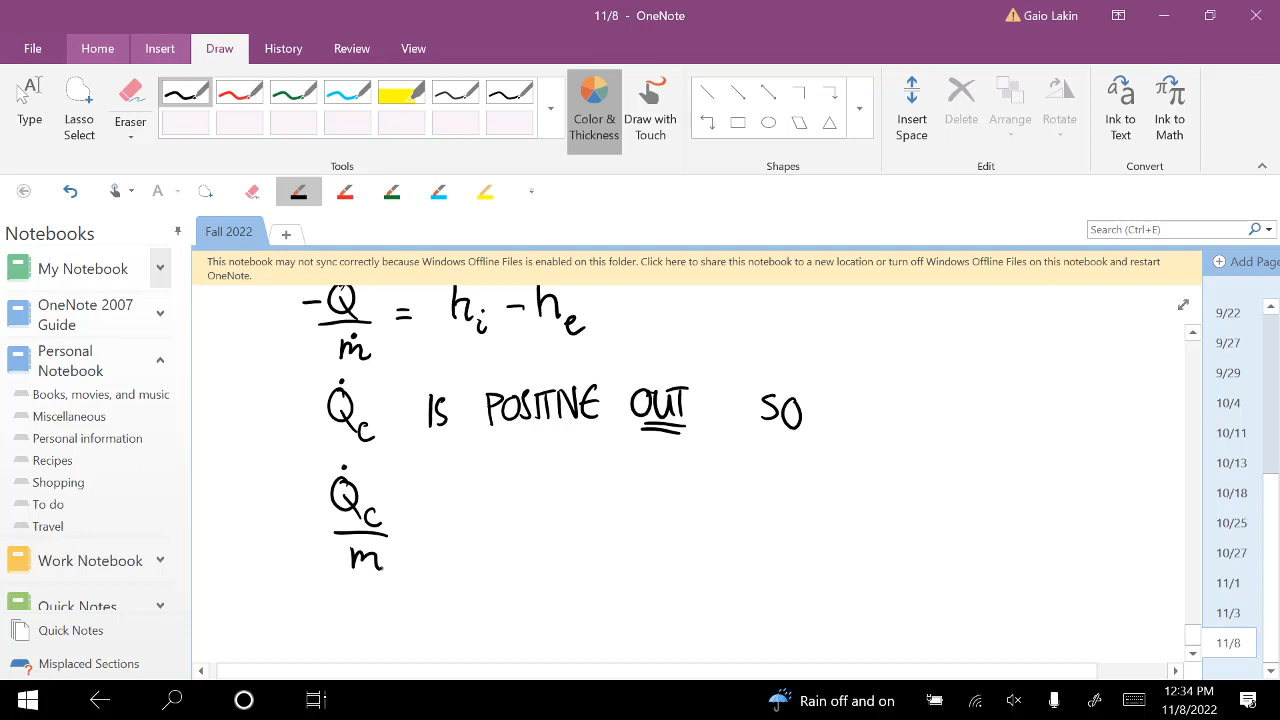 11/8 - OneNote
Gaio Lakin
File Home Insert Draw History Review View
Type
Lasso Select
Eraser
Color & Thickness
Draw with Touch
Insert Space
Delete
Arrange
Rotate
Ink to Text
Ink to Math
Tools
Shapes
Edit
Convert
A
Notebooks
My Notebook
OneNote 2007 Guide
Personal Notebook
Books, movies, and music
Miscellaneous
Personal information
Recipes
Shopping
To do
Travel
Work Notebook
Quick Notes
Quick Notes
Misplaced Sections
Fall 2022
Search (Ctrl+E)
This notebook may not sync correctly because Windows Offline Files is enabled on this folder. Click here to share this notebook to a new location or turn off Windows Offline Files on this notebook and restart
OneNote.
-Q/ṁ = hi - he
Q̇c IS POSITIVE OUT SO
Q̇c/m
Add Page
9/22
9/27
9/29
10/4
10/11
10/13
10/18
10/25
10/27
11/1
11/3
11/8
Rain off and on
12:34 PM
11/8/2022